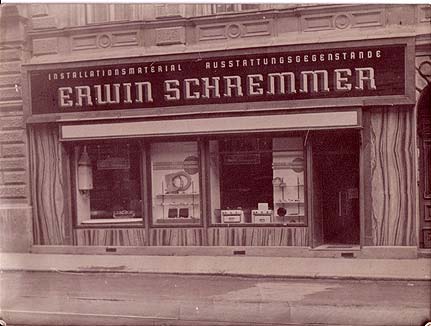 INSTALLATIONSMATERIAL AUSSTATTUNGSGEGENSTÄNDE
ERWIN SCHREMMER